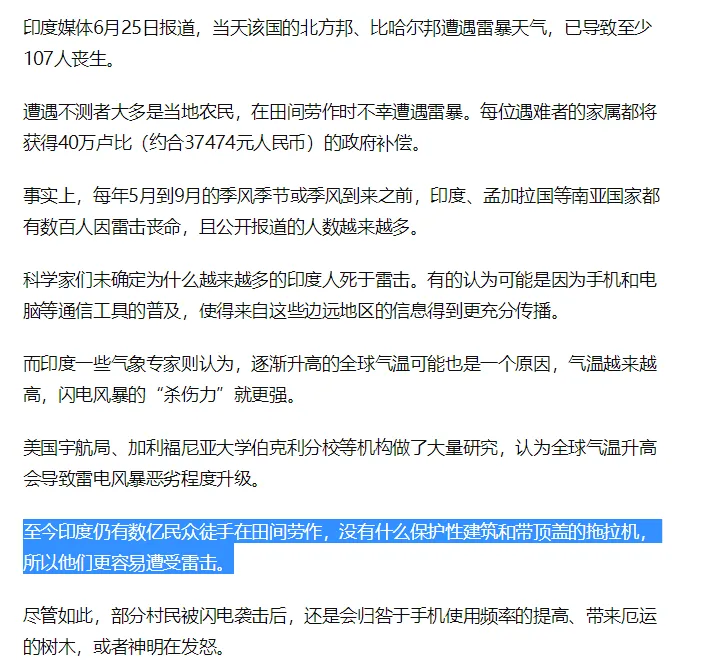 印度媒体6月25日报道，当天该国的北方邦、比哈尔邦遭遇雷暴天气，已导致至少
107人丧生。
遭遇不测者大多是当地农民，在田间劳作时不幸遭遇雷暴。每位遇难者的家属都将
获得40万卢比（约合37474元人民币）的政府补偿。
事实上，每年5月到9月的季风季节或季风到来之前，印度、孟加拉国等南亚国家都
有数百人因雷击丧命，且公开报道的人数越来越多。
科学家们未确定为什么越来越多的印度人死于雷击。有的认为可能是因为手机和电
脑等通信工具的普及，使得来自这些边远地区的信息得到更充分传播。
而印度一些气象专家则认为，逐渐升高的全球气温可能也是一个原因，气温越来越
高，闪电风暴的“杀伤力”就更强。
美国宇航局、加利福尼亚大学伯克利分校等机构做了大量研究，认为全球气温升高
会导致雷电风暴恶劣程度升级。
至今印度仍有数亿民众徒手在田间劳作，没有什么保护性建筑和带顶盖的拖拉机，
所以他们更容易遭受雷击。
尽管如此，部分村民被闪电袭击后，还是会归咎于手机使用频率的提高、带来厄运
的树木，或者神明在发怒。